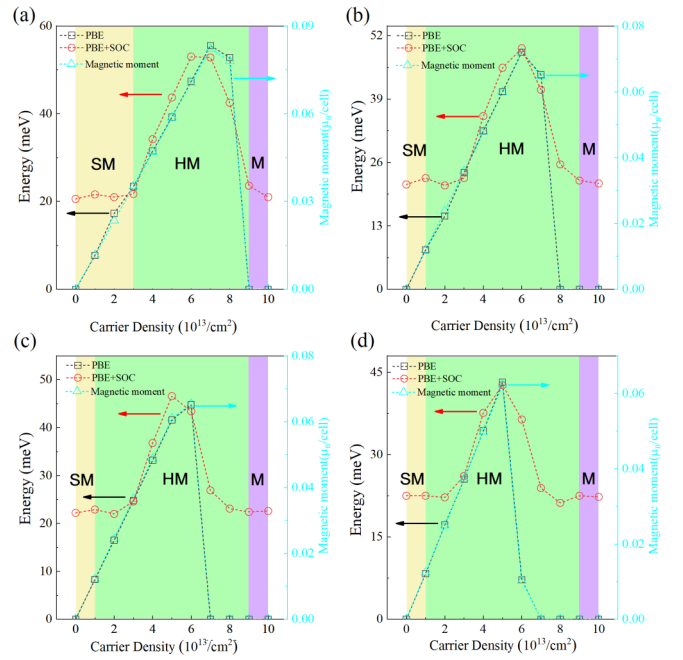 (a)
60
40
20
0
Energy (meV)
PBE
PBE+SOC
Magnetic moment
SM
HM
M
0.09
0.06
0.03
0.00
Magnetic moment(μB/cell)
0 2 4 6 8 10
Carrier Density (10¹³/cm²)
(b)
52
39
26
13
0
Energy (meV)
PBE
PBE+SOC
Magnetic moment
SM
HM
M
0.08
0.06
0.04
0.02
0.00
Magnetic moment(μB/cell)
0 2 4 6 8 10
Carrier Density (10¹³/cm²)
(c)
50
40
30
20
10
0
Energy (meV)
PBE
PBE+SOC
Magnetic moment
SM
HM
M
0.08
0.06
0.04
0.02
0.00
Magnetic moment(μB/cell)
0 2 4 6 8 10
Carrier Density (10¹³/cm²)
(d)
45
36
27
18
9
0
Energy (meV)
PBE
PBE+SOC
Magnetic moment
SM
HM
M
0.06
0.04
0.02
0.00
Magnetic moment(μB/cell)
0 2 4 6 8 10
Carrier Density (10¹³/cm²)